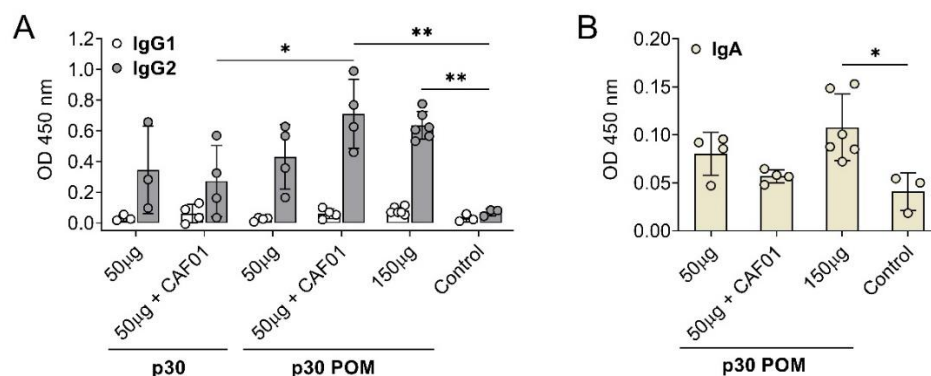 A
IgG1
IgG2
*
**
**
OD 450 nm
1.2
1.0
0.8
0.6
0.4
0.2
0.0
50µg
50µg + CAF01
50µg
50µg + CAF01
150µg
Control
p30
p30 POM
B
IgA
*
OD 450 nm
0.20
0.15
0.10
0.05
0.00
50µg
50µg + CAF01
150µg
Control
p30 POM